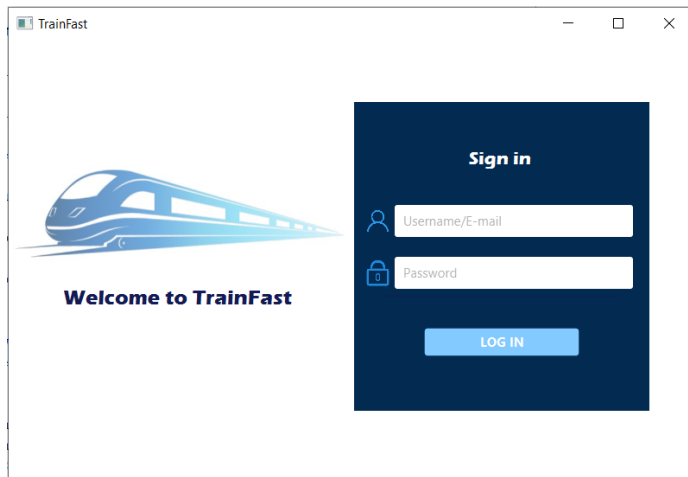 TrainFast
Sign in
Username/E-mail
Password
LOG IN
Welcome to TrainFast